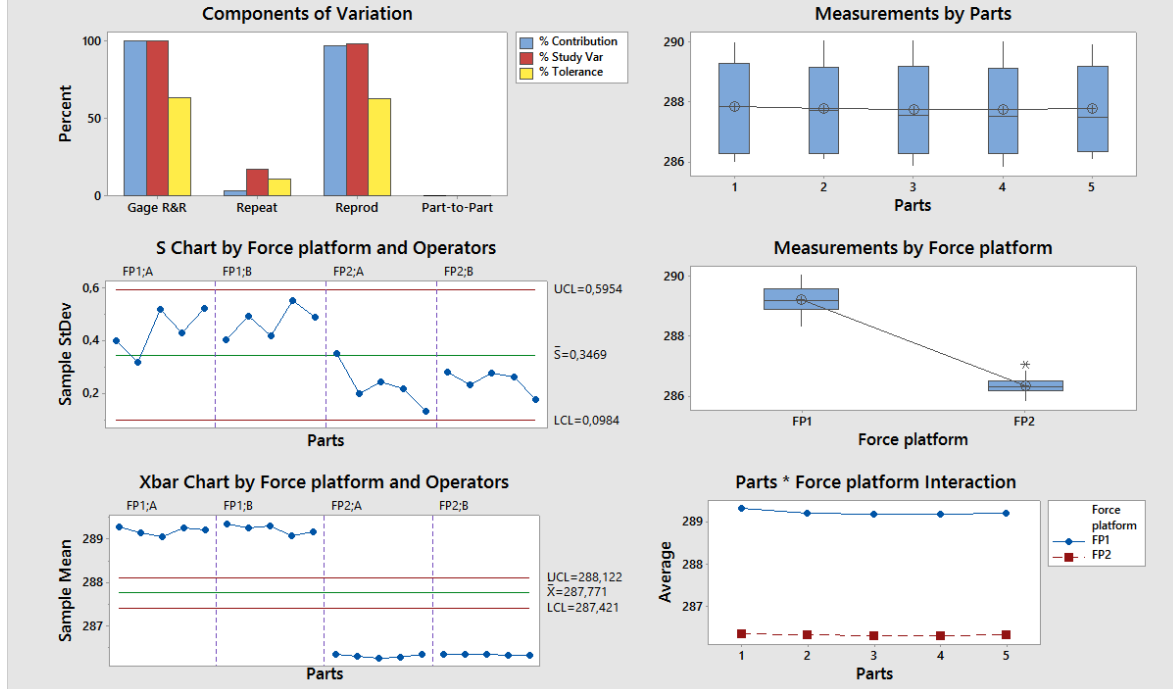 Components of Variation
100
50
0
Percent
Gage R&R Repeat Reprod Part-to-Part
% Contribution
% Study Var
% Tolerance
Measurements by Parts
290
288
286
1 2 3 4 5
Parts
S Chart by Force platform and Operators
FP1;A FP1;B FP2;A FP2;B
0,6
0,4
0,2
Sample StDev
UCL=0,5954
S̄=0,3469
LCL=0,0984
Parts
Measurements by Force platform
290
288
286
FP1 FP2
Force platform
Xbar Chart by Force platform and Operators
FP1;A FP1;B FP2;A FP2;B
289
288
287
Sample Mean
UCL=288,122
X̿=287,771
LCL=287,421
Parts
Parts * Force platform Interaction
289
288
287
Average
1 2 3 4 5
Parts
Force
platform
FP1
FP2